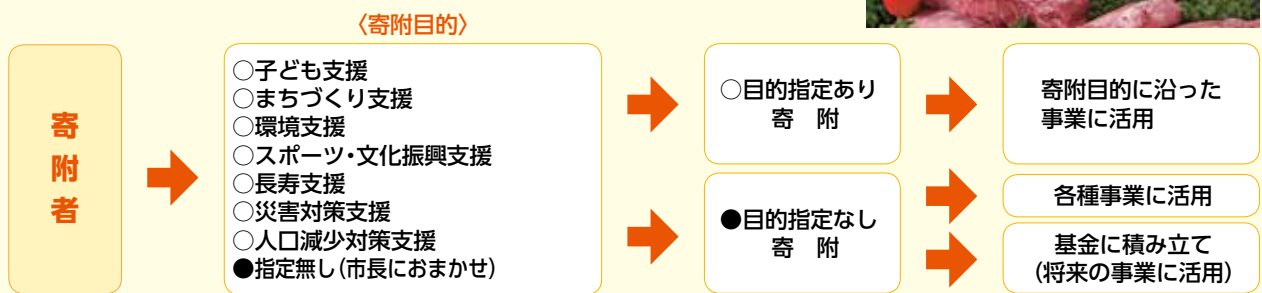 〈寄附目的〉
寄附者
○子ども支援
○まちづくり支援
○環境支援
○スポーツ・文化振興支援
○長寿支援
○災害対策支援
○人口減少対策支援
●指定無し(市長におまかせ)
○目的指定あり
寄 附
寄附目的に沿った
事業に活用
●目的指定なし
寄 附
各種事業に活用
基金に積み立て
(将来の事業に活用)